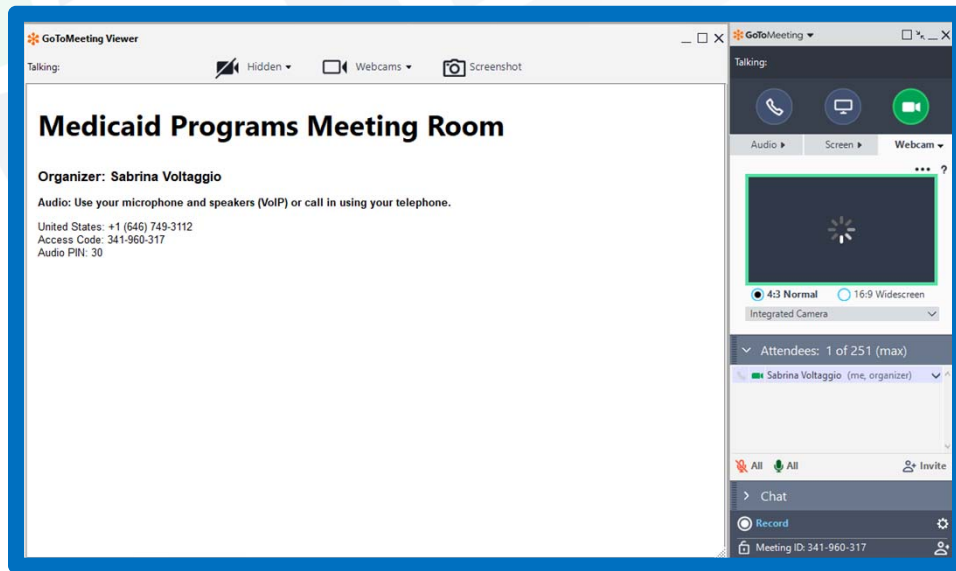 GoToMeeting Viewer
Talking:
Hidden
Webcams
Screenshot
Medicaid Programs Meeting Room
Organizer: Sabrina Voltaggio
Audio: Use your microphone and speakers (VoIP) or call in using your telephone.
United States: +1 (646) 749-3112
Access Code: 341-960-317
Audio PIN: 30
GoToMeeting
Talking:
Audio
Screen
Webcam
... ?
4:3 Normal
16:9 Widescreen
Integrated Camera
Attendees: 1 of 251 (max)
Sabrina Voltaggio (me, organizer)
All
All
Invite
Chat
Record
Meeting ID: 341-960-317